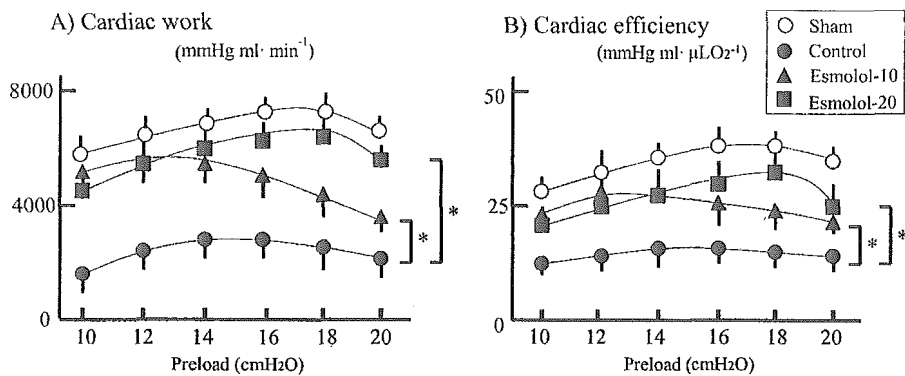 A) Cardiac work
(mmHg ml· min⁻¹)
8000
4000
0
10 12 14 16 18 20
Preload (cmH₂O)
*
*
B) Cardiac efficiency
(mmHg ml· μLO₂⁻¹)
50
25
0
10 12 14 16 18 20
Preload (cmH₂O)
*
*
Sham
Control
Esmolol-10
Esmolol-20